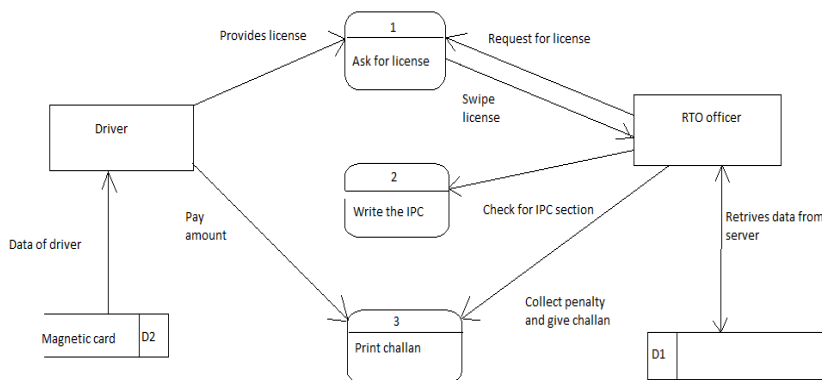 Provides license
1
Ask for license
Request for license
Swipe
license
Driver
RTO officer
2
Write the IPC
Check for IPC section
Pay
amount
Retrives data from
server
Data of driver
Collect penalty
and give challan
3
Print challan
Magnetic card D2
D1